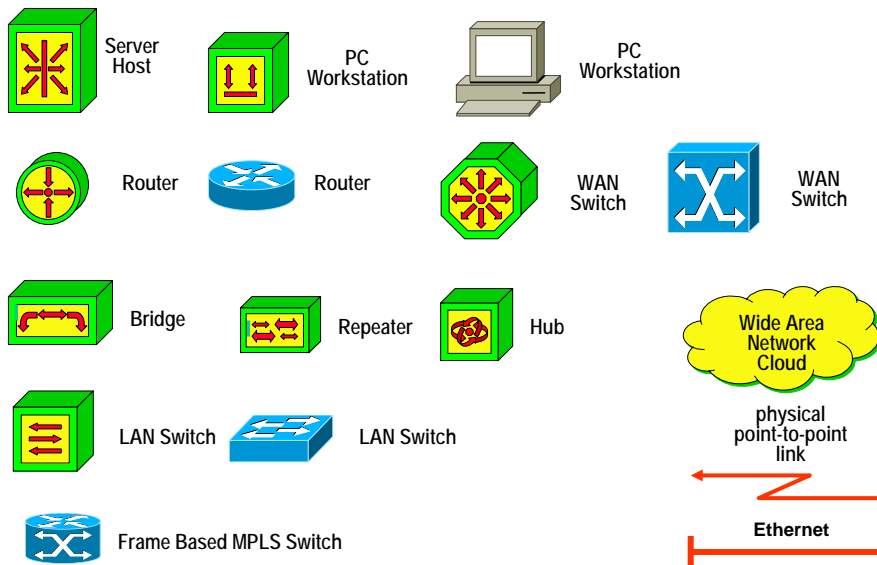 Server
Host
PC
Workstation
PC
Workstation
Router
Router
WAN
Switch
WAN
Switch
Bridge
Repeater
Hub
Wide Area
Network
Cloud
LAN Switch
LAN Switch
physical
point-to-point
link
Frame Based MPLS Switch
Ethernet